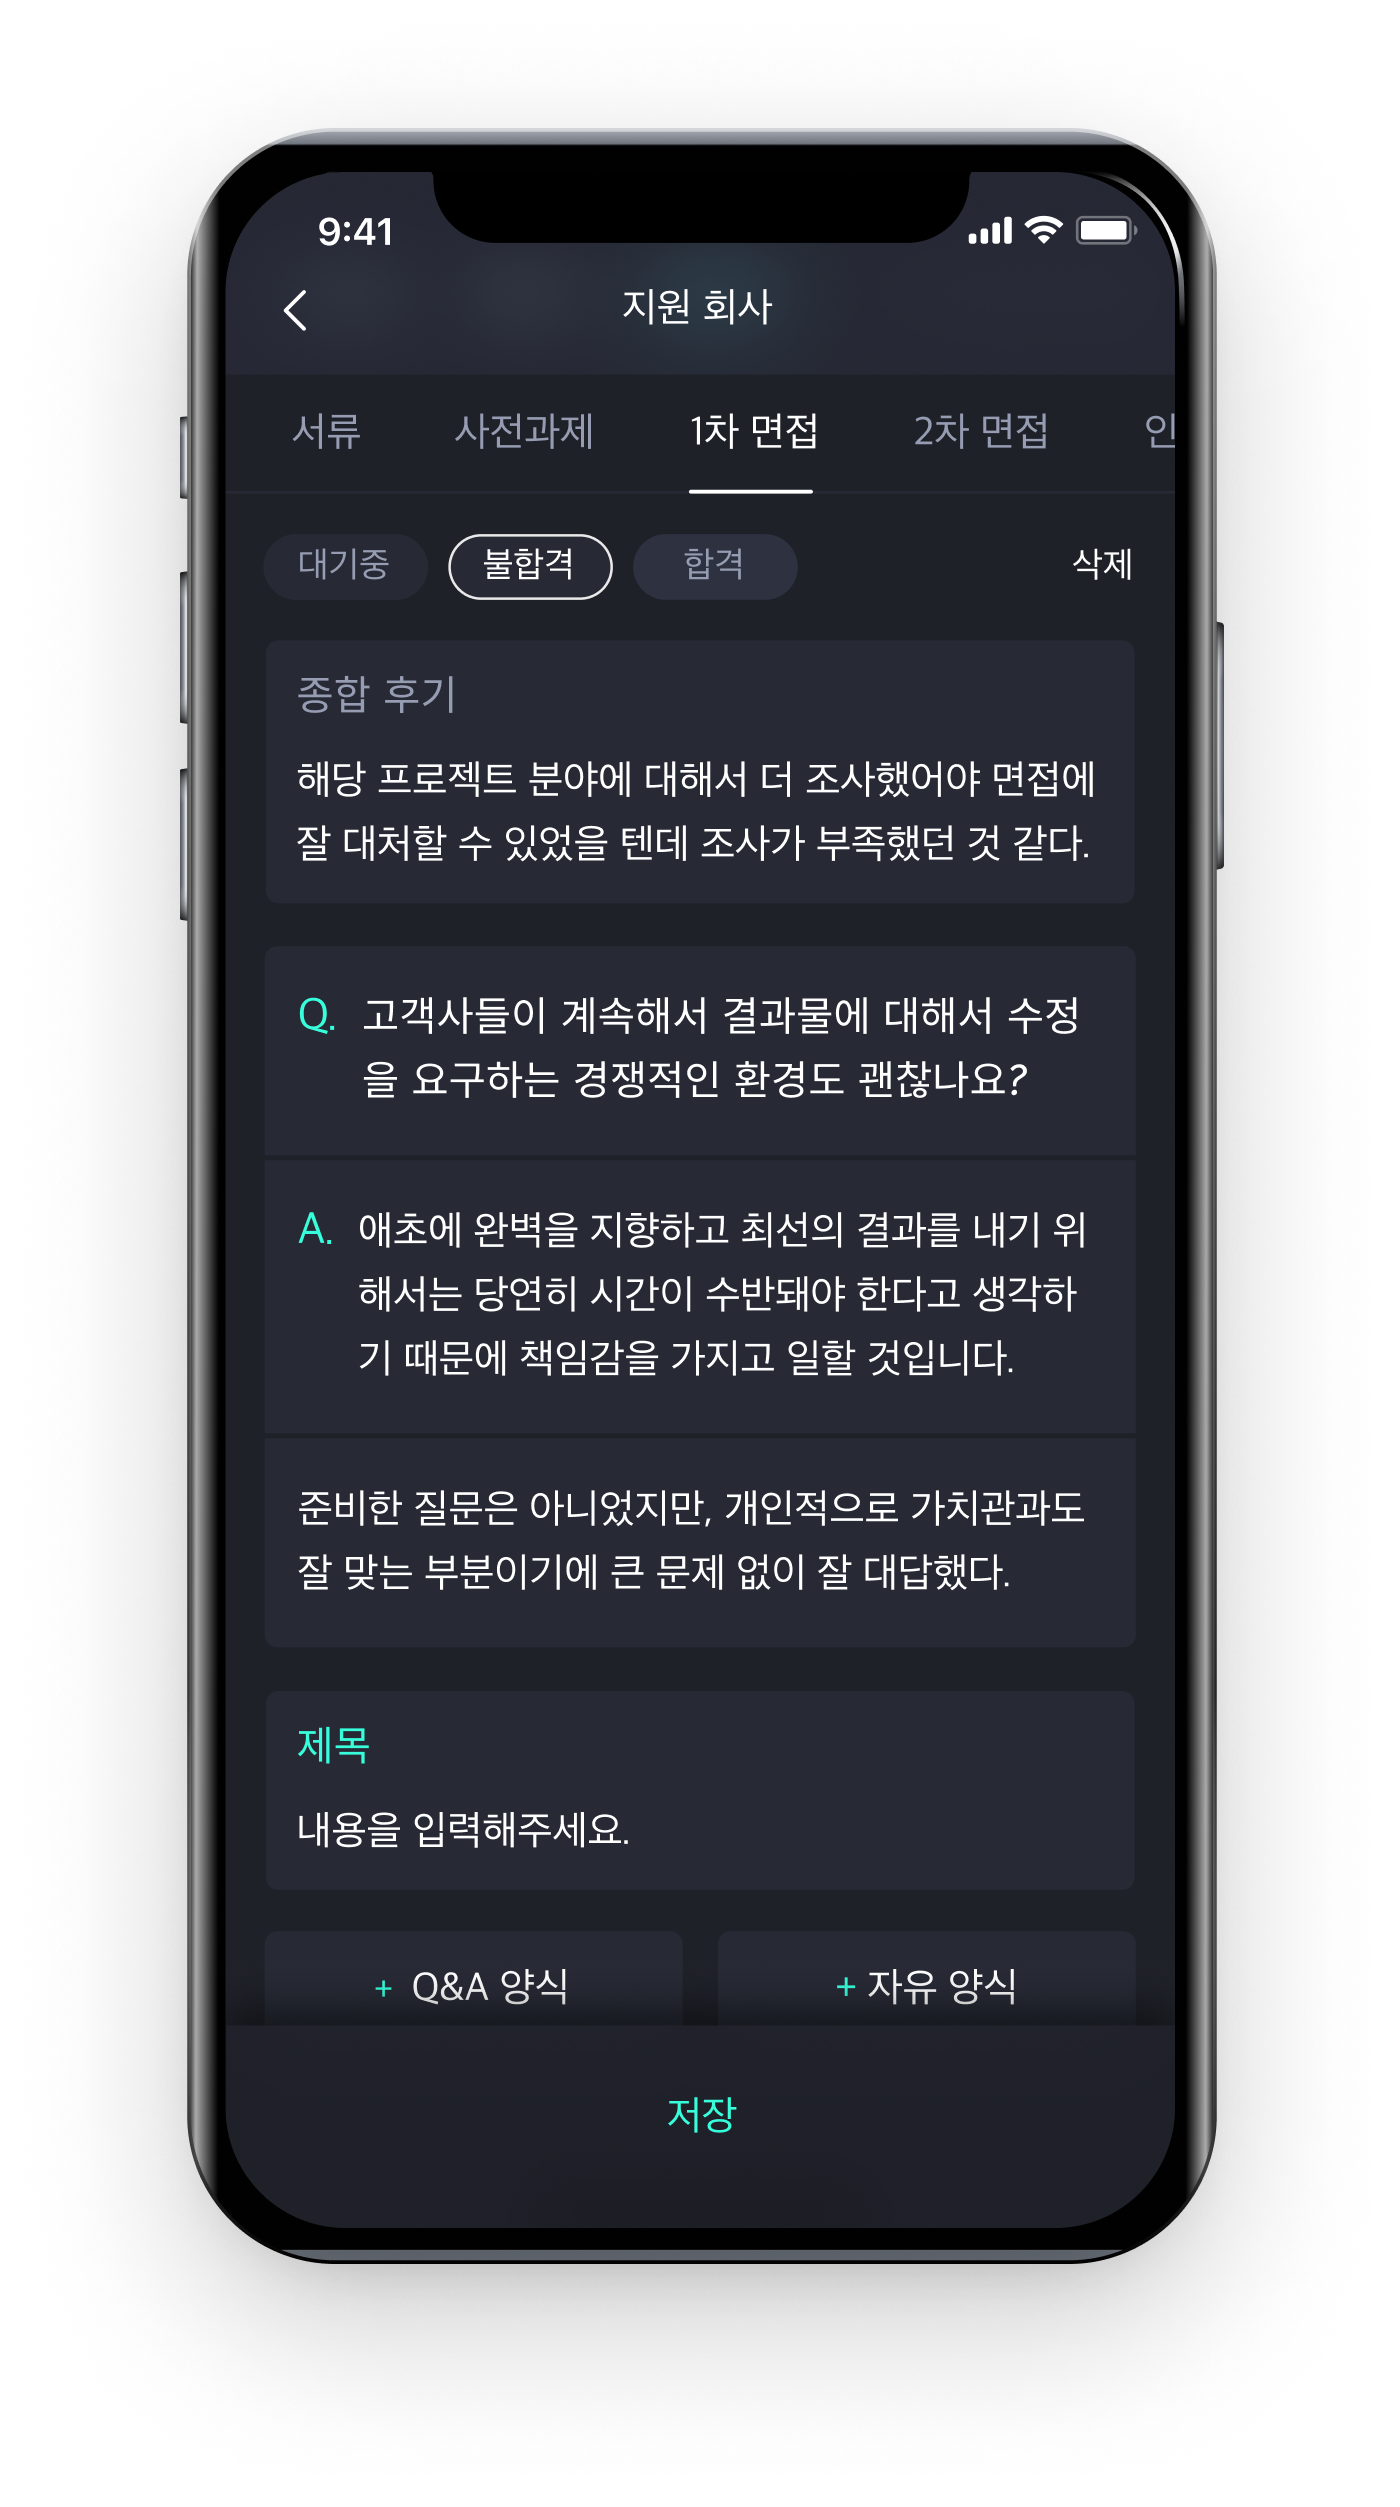 9:41
지원 회사
서류 사전과제 1차 면접 2차 면접 인
대기중 불합격 합격 삭제
종합 후기
해당 프로젝트 분야에 대해서 더 조사했어야 면접에
잘 대처할 수 있었을 텐데 조사가 부족했던 것 같다.
Q. 고객사들이 계속해서 결과물에 대해서 수정
을 요구하는 경쟁적인 환경도 괜찮나요?
A. 애초에 완벽을 지향하고 최선의 결과를 내기 위
해서는 당연히 시간이 수반돼야 한다고 생각하
기 때문에 책임감을 가지고 일할 것입니다.
준비한 질문은 아니었지만, 개인적으로 가치관과도
잘 맞는 부분이기에 큰 문제 없이 잘 대답했다.
제목
내용을 입력해주세요.
+ Q&A 양식 + 자유 양식
저장